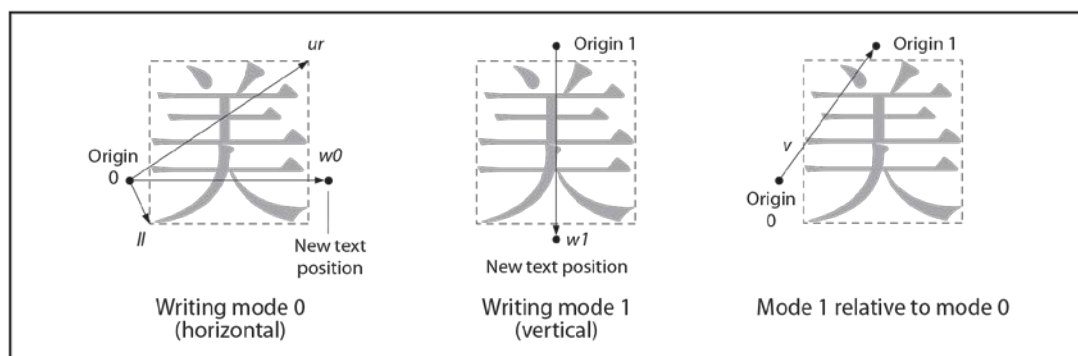 ur
Origin 1
Origin 1
美
美
美
Origin
0
w0
v
Origin
0
ll
w1
New text
position
New text position
Writing mode 0
(horizontal)
Writing mode 1
(vertical)
Mode 1 relative to mode 0